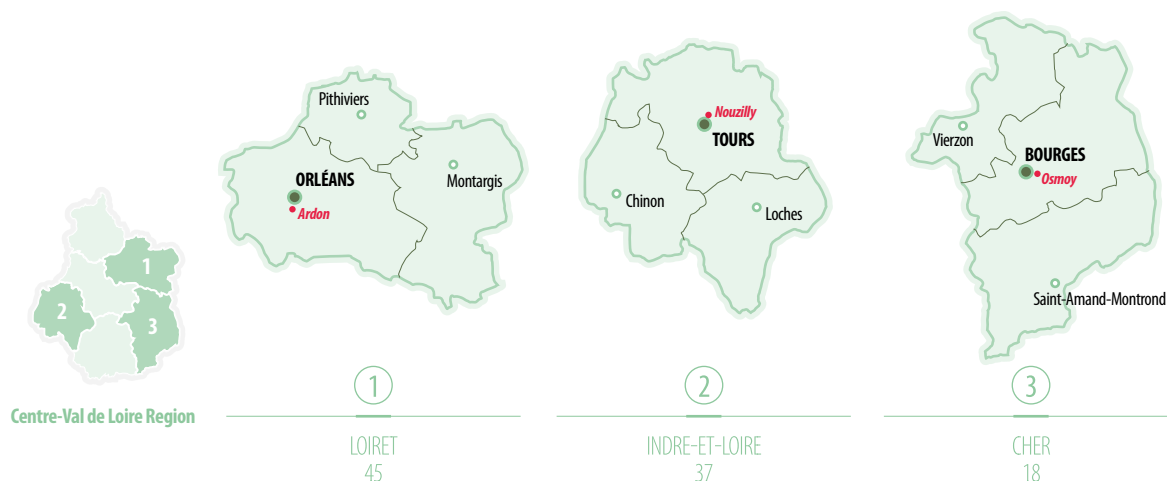 1
2
3
Centre-Val de Loire Region
Pithiviers
ORLÉANS
Montargis
Ardon
1
LOIRET
45
Nouzilly
TOURS
Chinon
Loches
2
INDRE-ET-LOIRE
37
Vierzon
BOURGES
Osmoy
Saint-Amand-Montrond
3
CHER
18